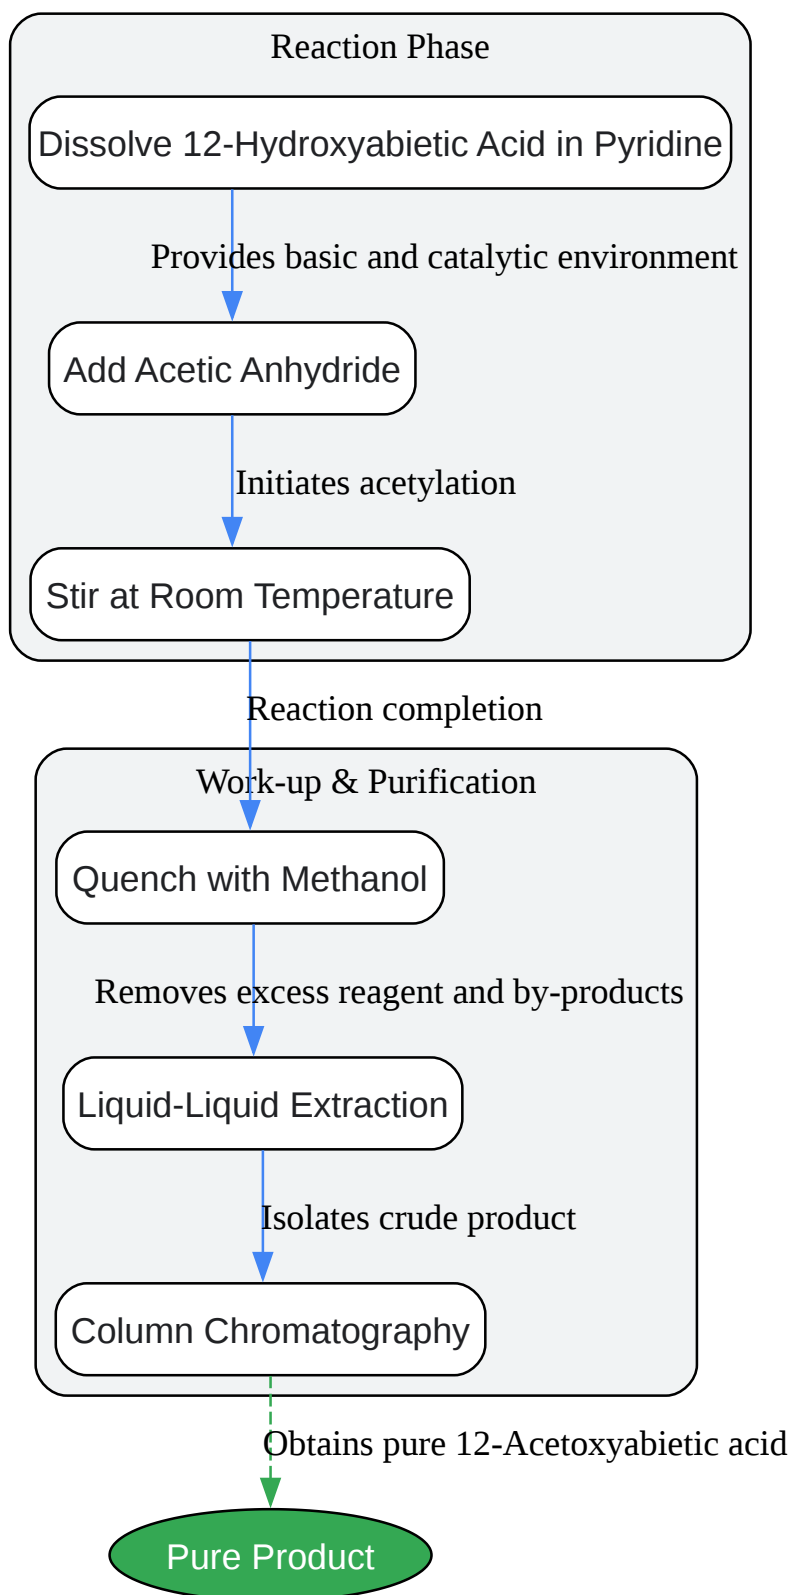 Reaction Phase
Dissolve 12-Hydroxyabietic Acid in Pyridine
Provides basic and catalytic environment
Add Acetic Anhydride
Initiates acetylation
Stir at Room Temperature
Reaction completion
Work-up & Purification
Quench with Methanol
Removes excess reagent and by-products
Liquid-Liquid Extraction
Isolates crude product
Column Chromatography
Obtains pure 12-Acetoxyabietic acid
Pure Product